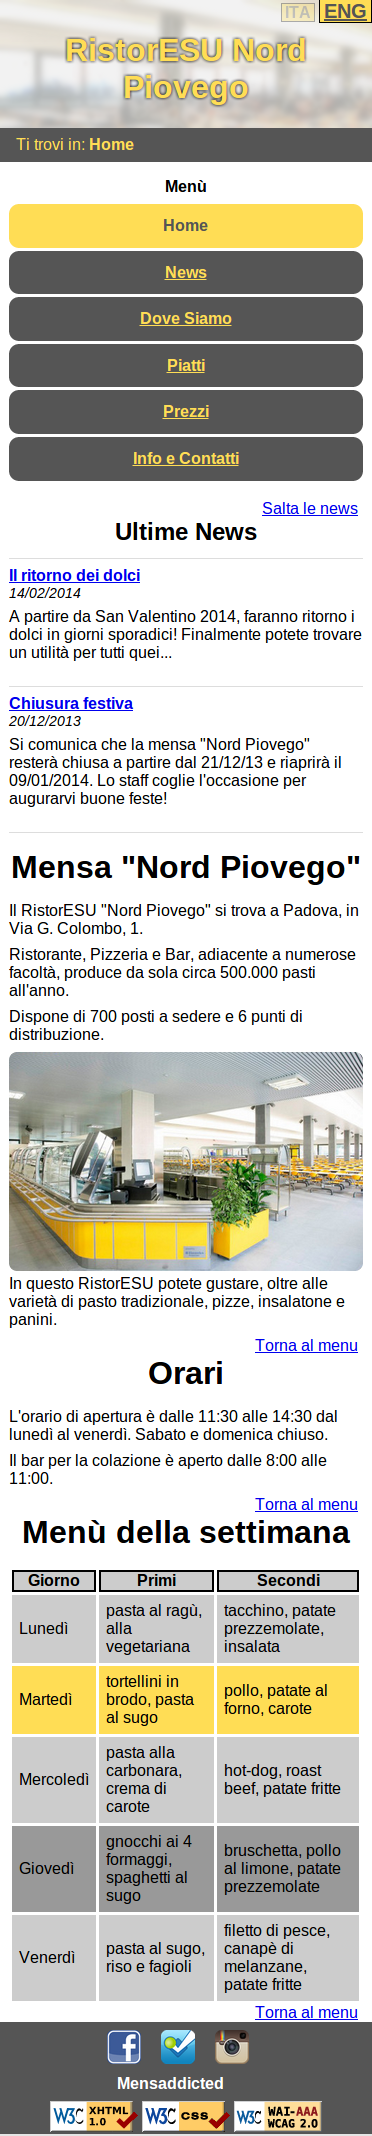 ITA ENG
RistorESU Nord
Piovego
Ti trovi in: Home
Menù
Home
News
Dove Siamo
Piatti
Prezzi
Info e Contatti
Salta le news
Ultime News
Il ritorno dei dolci
14/02/2014
A partire da San Valentino 2014, faranno ritorno i
dolci in giorni sporadici! Finalmente potete trovare
un utilità per tutti quei...
Chiusura festiva
20/12/2013
Si comunica che la mensa "Nord Piovego"
resterà chiusa a partire dal 21/12/13 e riaprirà il
09/01/2014. Lo staff coglie l'occasione per
augurarvi buone feste!
Mensa "Nord Piovego"
Il RistorESU "Nord Piovego" si trova a Padova, in
Via G. Colombo, 1.
Ristorante, Pizzeria e Bar, adiacente a numerose
facoltà, produce da sola circa 500.000 pasti
all'anno.
Dispone di 700 posti a sedere e 6 punti di
distribuzione.
In questo RistorESU potete gustare, oltre alle
varietà di pasto tradizionale, pizze, insalatone e
panini.
Torna al menu
Orari
L'orario di apertura è dalle 11:30 alle 14:30 dal
lunedì al venerdì. Sabato e domenica chiuso.
Il bar per la colazione è aperto dalle 8:00 alle
11:00.
Torna al menu
Menù della settimana
Giorno Primi Secondi
Lunedì
pasta al ragù,
alla
vegetariana
tacchino, patate
prezzemolate,
insalata
Martedì
tortellini in
brodo, pasta
al sugo
pollo, patate al
forno, carote
Mercoledì
pasta alla
carbonara,
crema di
carote
hot-dog, roast
beef, patate fritte
Giovedì
gnocchi ai 4
formaggi,
spaghetti al
sugo
bruschetta, pollo
al limone, patate
prezzemolate
Venerdì
pasta al sugo,
riso e fagioli
filetto di pesce,
canapè di
melanzane,
patate fritte
Torna al menu
Mensaddicted
W3C XHTML 1.0 W3C CSS W3C WAI-AAA WCAG 2.0